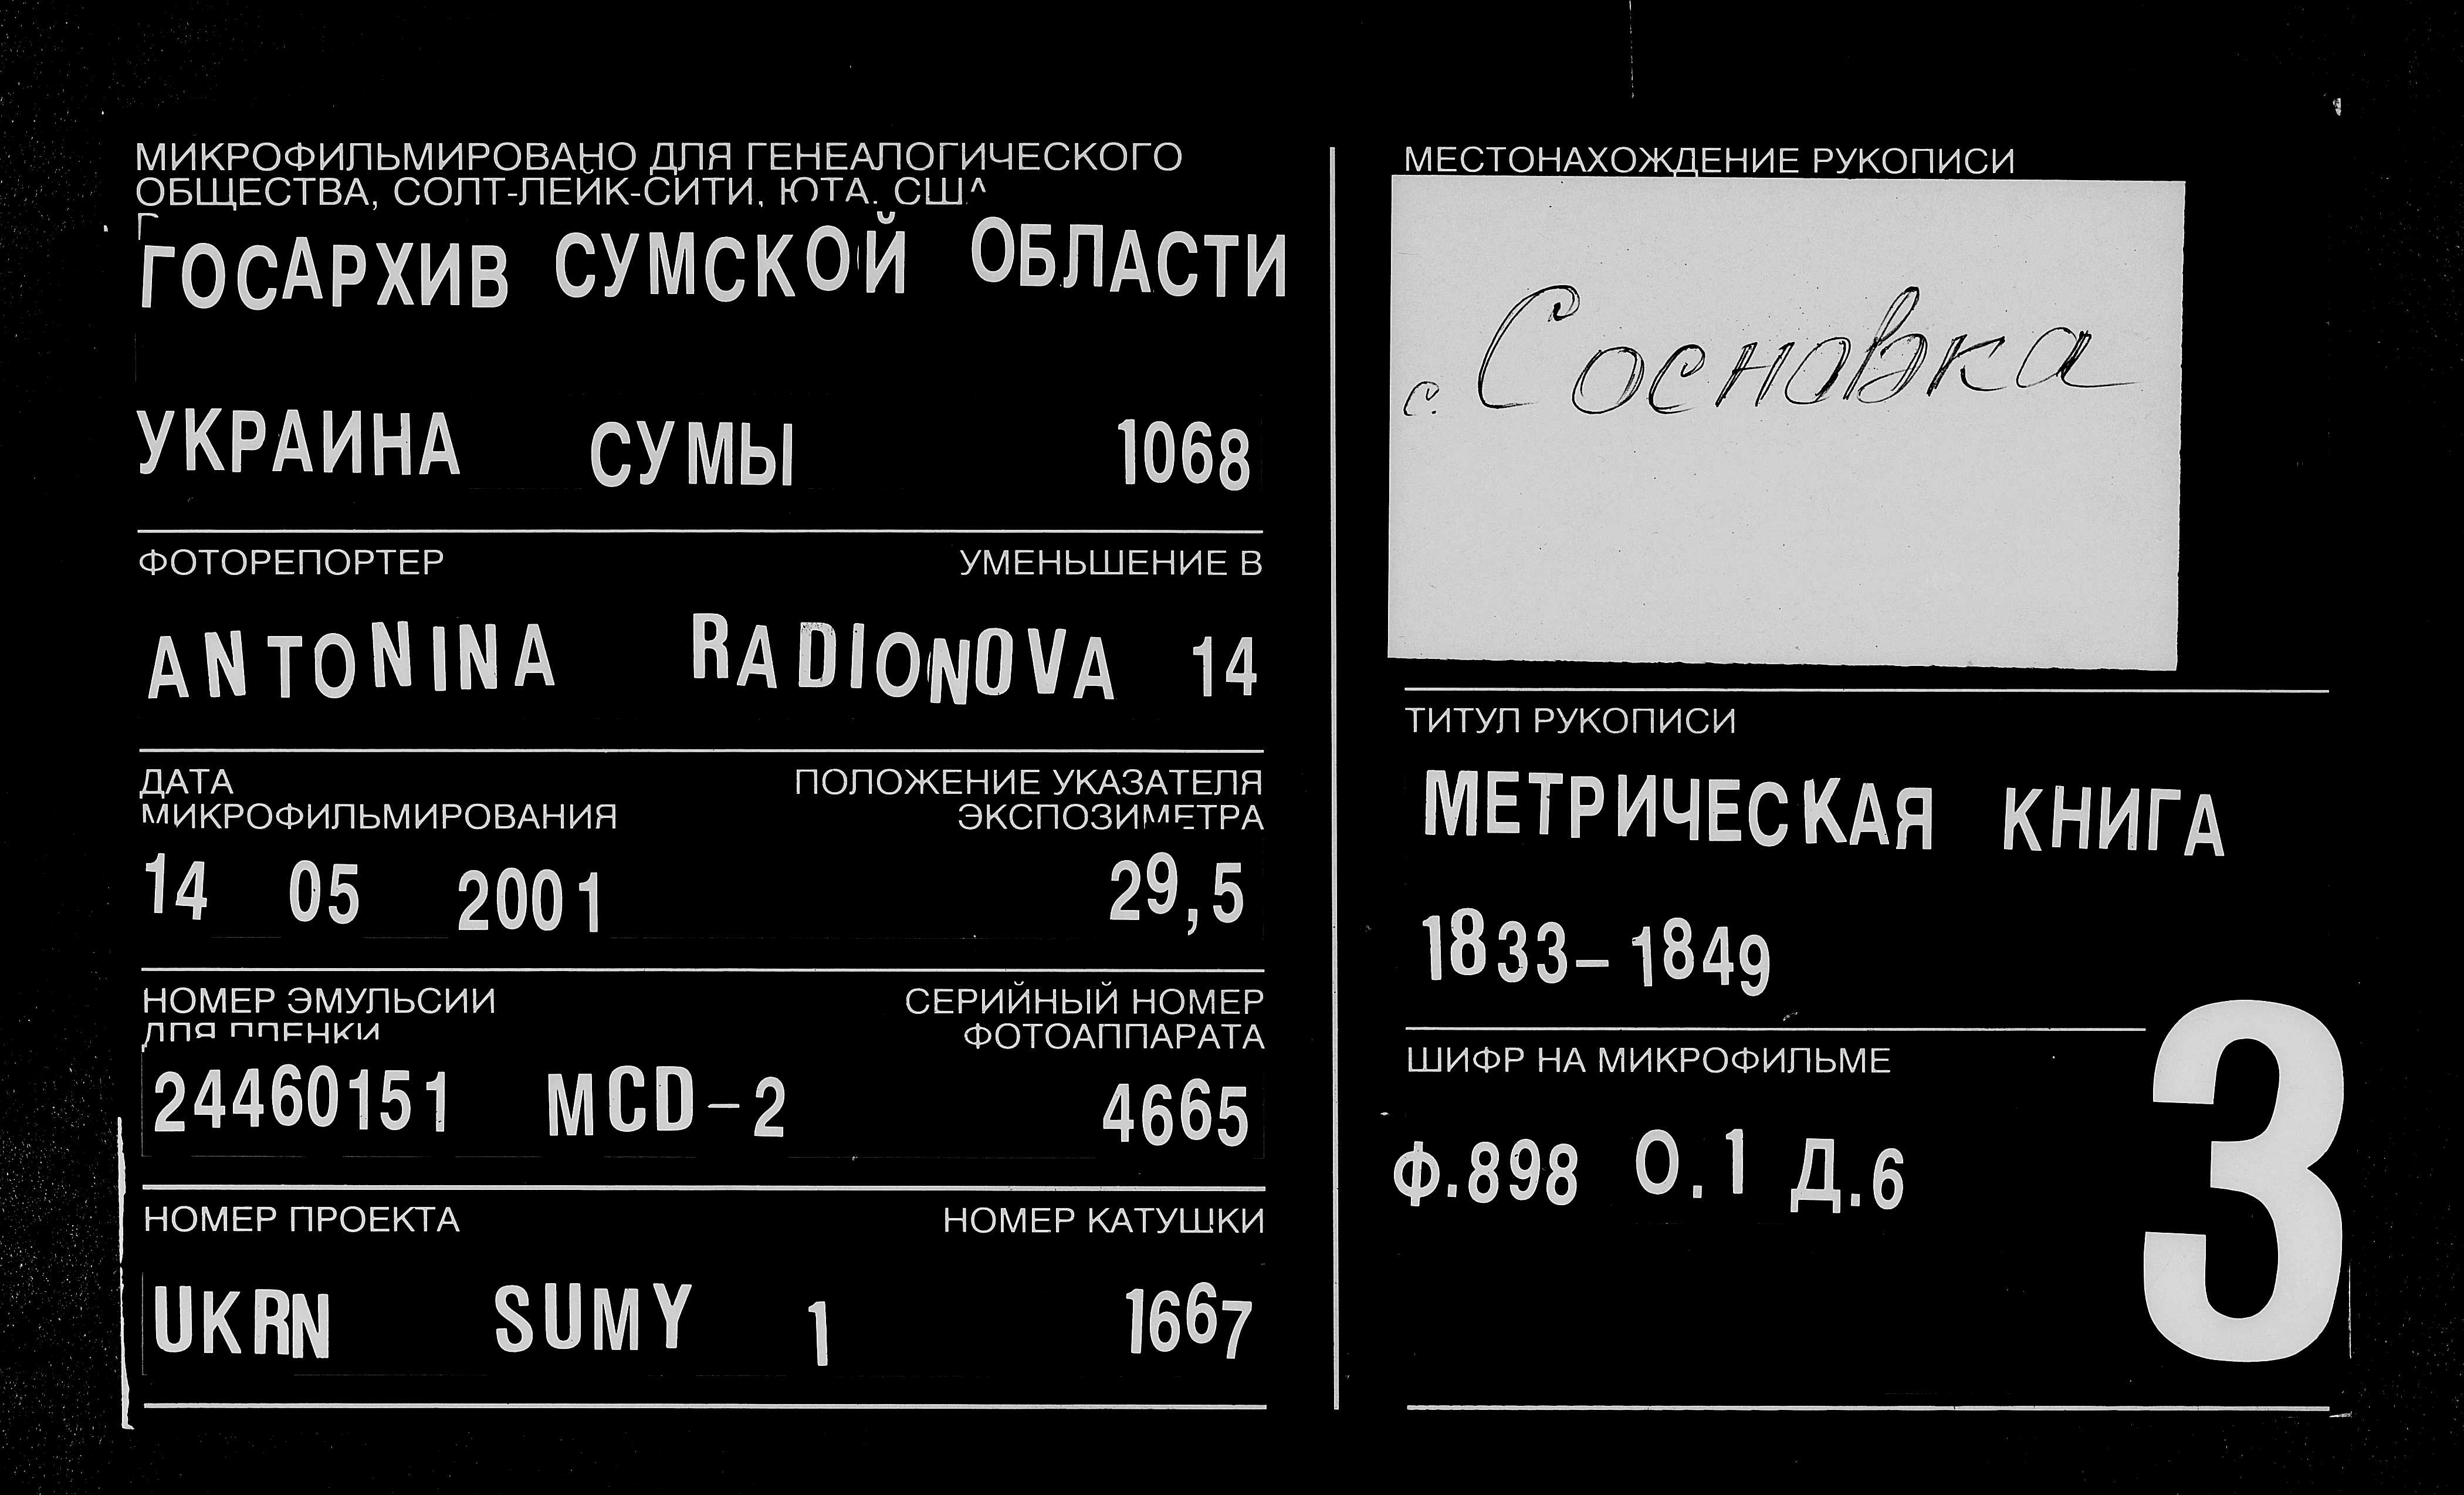 МИКРОФИЛЬМИРОВАНО ДЛЯ ГЕНЕАЛОГИЧЕСКОГО
ОБЩЕСТВА, СОЛТ-ЛЕЙК-СИТИ, ЮТА. США
ГОСАРХИВ СУМСКОЙ ОБЛАСТИ
УКРАИНА СУМЫ 1068
ФОТОРЕПОРТЕР УМЕНЬШЕНИЕ В
ANTONINA RADIONOVA 14
ДАТА ПОЛОЖЕНИЕ УКАЗАТЕЛЯ
МИКРОФИЛЬМИРОВАНИЯ ЭКСПОЗИМЕТРА
14 05 2001 29,5
НОМЕР ЭМУЛЬСИИ СЕРИЙНЫЙ НОМЕР
ДЛЯ ПЛЕНКИ ФОТОАППАРАТА
24460151 MCD-2 4665
НОМЕР ПРОЕКТА НОМЕР КАТУШКИ
UKRN SUMY 1 1667
МЕСТОНАХОЖДЕНИЕ РУКОПИСИ
с. Сосновка
ТИТУЛ РУКОПИСИ
МЕТРИЧЕСКАЯ КНИГА
1833-1849
ШИФР НА МИКРОФИЛЬМЕ
Ф.898 О.1 Д.6
3